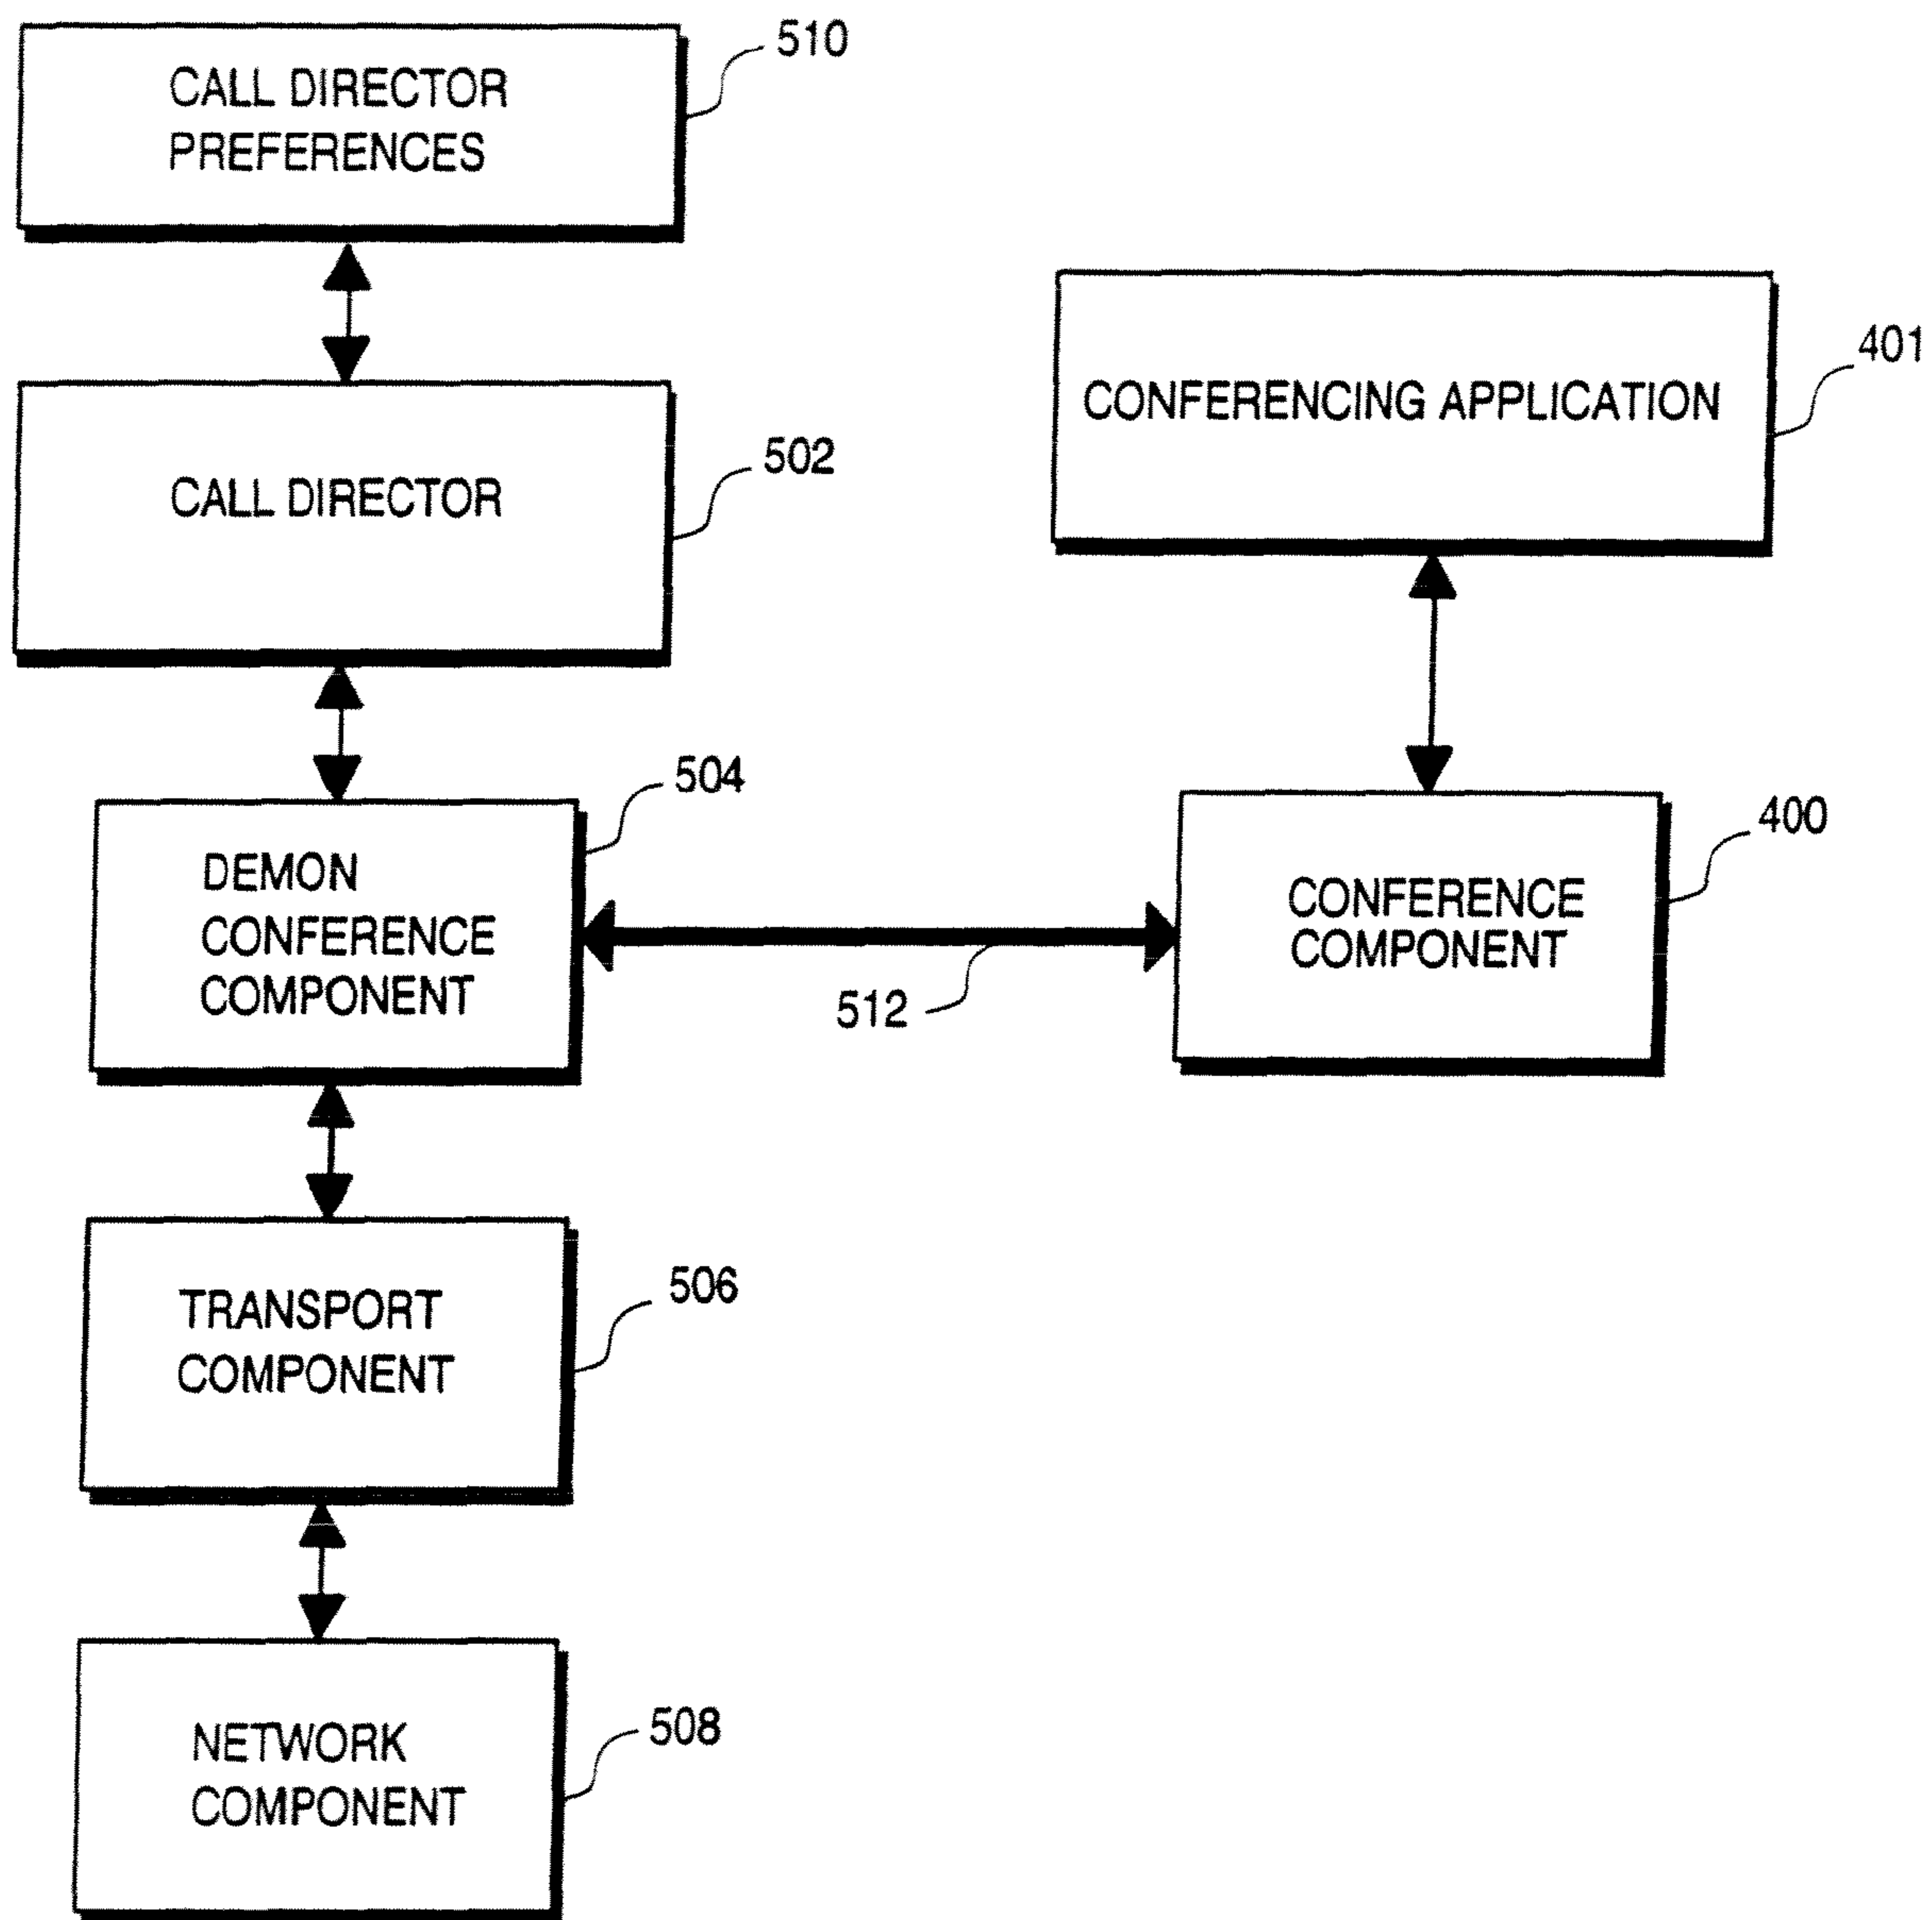 510
CALL DIRECTOR
PREFERENCES
401
CONFERENCING APPLICATION
502
CALL DIRECTOR
504
400
DEMON
CONFERENCE
COMPONENT
CONFERENCE
COMPONENT
512
506
TRANSPORT
COMPONENT
508
NETWORK
COMPONENT